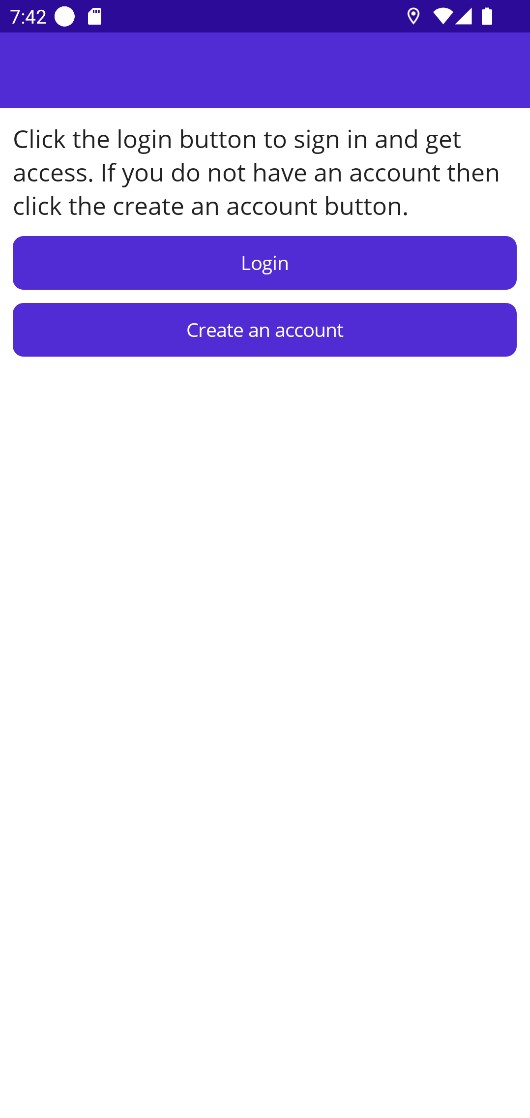 7:42
Click the login button to sign in and get
access. If you do not have an account then
click the create an account button.
Login
Create an account